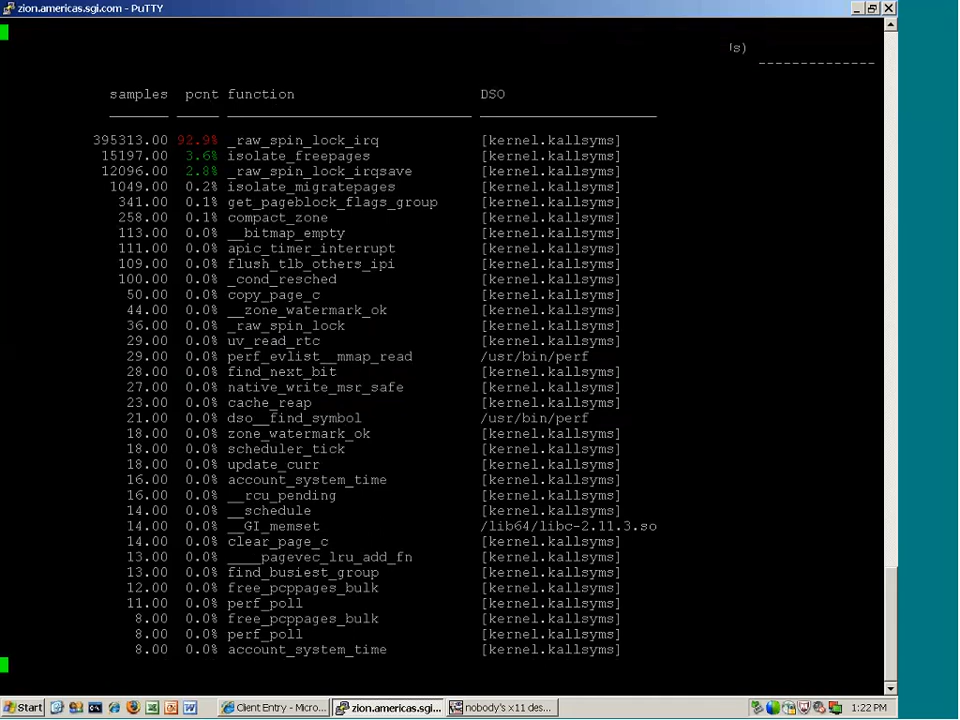 zion.americas.sgi.com - PuTTY
s)
--------------
samples pcnt function DSO
_______ _____ _____________________________ _____________________
395313.00 92.9% _raw_spin_lock_irq [kernel.kallsyms]
15197.00 3.6% isolate_freepages [kernel.kallsyms]
12096.00 2.8% _raw_spin_lock_irqsave [kernel.kallsyms]
1049.00 0.2% isolate_migratepages [kernel.kallsyms]
341.00 0.1% get_pageblock_flags_group [kernel.kallsyms]
258.00 0.1% compact_zone [kernel.kallsyms]
113.00 0.0% __bitmap_empty [kernel.kallsyms]
111.00 0.0% apic_timer_interrupt [kernel.kallsyms]
109.00 0.0% flush_tlb_others_ipi [kernel.kallsyms]
100.00 0.0% _cond_resched [kernel.kallsyms]
50.00 0.0% copy_page_c [kernel.kallsyms]
44.00 0.0% __zone_watermark_ok [kernel.kallsyms]
36.00 0.0% _raw_spin_lock [kernel.kallsyms]
29.00 0.0% uv_read_rtc [kernel.kallsyms]
29.00 0.0% perf_evlist__mmap_read /usr/bin/perf
28.00 0.0% find_next_bit [kernel.kallsyms]
27.00 0.0% native_write_msr_safe [kernel.kallsyms]
23.00 0.0% cache_reap [kernel.kallsyms]
21.00 0.0% dso__find_symbol /usr/bin/perf
18.00 0.0% zone_watermark_ok [kernel.kallsyms]
18.00 0.0% scheduler_tick [kernel.kallsyms]
18.00 0.0% update_curr [kernel.kallsyms]
16.00 0.0% account_system_time [kernel.kallsyms]
16.00 0.0% __rcu_pending [kernel.kallsyms]
14.00 0.0% __schedule [kernel.kallsyms]
14.00 0.0% __GI_memset /lib64/libc-2.11.3.so
14.00 0.0% clear_page_c [kernel.kallsyms]
13.00 0.0% ____pagevec_lru_add_fn [kernel.kallsyms]
13.00 0.0% find_busiest_group [kernel.kallsyms]
12.00 0.0% free_pcppages_bulk [kernel.kallsyms]
11.00 0.0% perf_poll [kernel.kallsyms]
8.00 0.0% free_pcppages_bulk [kernel.kallsyms]
8.00 0.0% perf_poll [kernel.kallsyms]
8.00 0.0% account_system_time [kernel.kallsyms]
Start Client Entry - Micro... zion.americas.sgi... nobody's x11 des... 1:22 PM